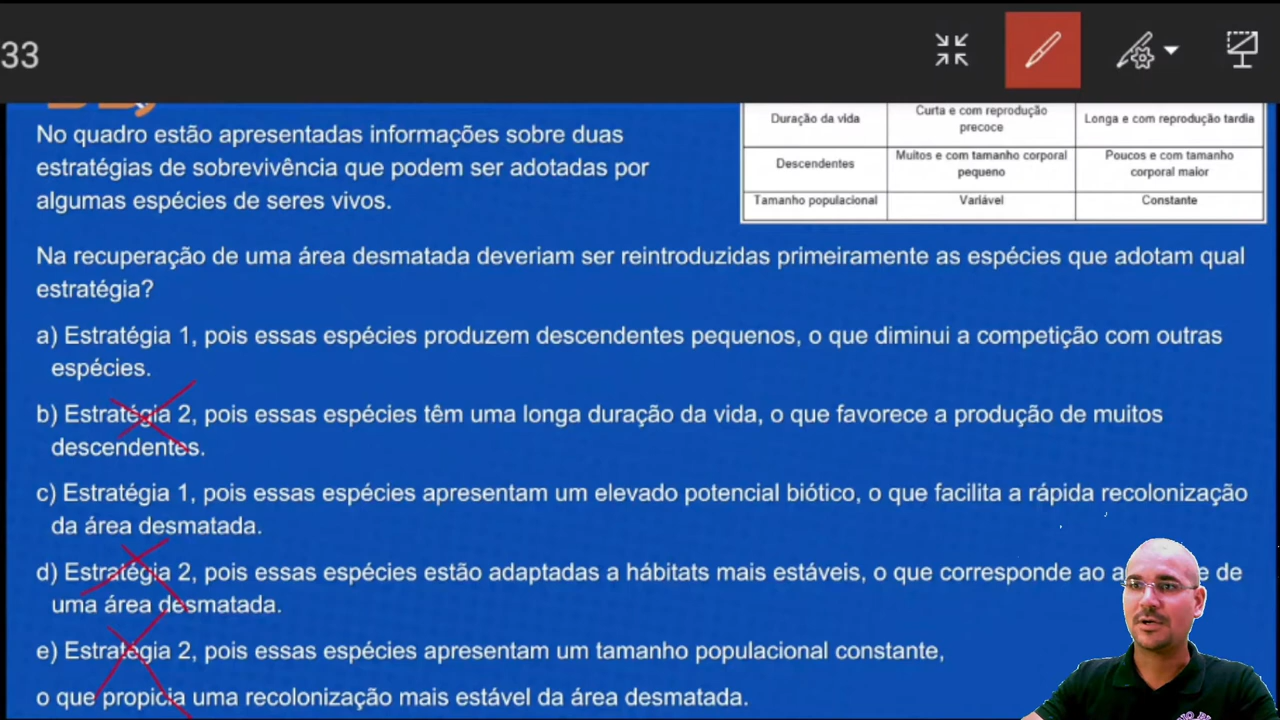 33
No quadro estão apresentadas informações sobre duas
estratégias de sobrevivência que podem ser adotadas por
algumas espécies de seres vivos.
Duração da vida
Curta e com reprodução
precoce
Longa e com reprodução tardia
Descendentes
Muitos e com tamanho corporal
pequeno
Poucos e com tamanho
corporal maior
Tamanho populacional
Variável
Constante
Na recuperação de uma área desmatada deveriam ser reintroduzidas primeiramente as espécies que adotam qual
estratégia?
a) Estratégia 1, pois essas espécies produzem descendentes pequenos, o que diminui a competição com outras
espécies.
b) Estratégia 2, pois essas espécies têm uma longa duração da vida, o que favorece a produção de muitos
descendentes.
c) Estratégia 1, pois essas espécies apresentam um elevado potencial biótico, o que facilita a rápida recolonização
da área desmatada.
d) Estratégia 2, pois essas espécies estão adaptadas a hábitats mais estáveis, o que corresponde ao de
uma área desmatada.
e) Estratégia 2, pois essas espécies apresentam um tamanho populacional constante,
o que propicia uma recolonização mais estável da área desmatada.